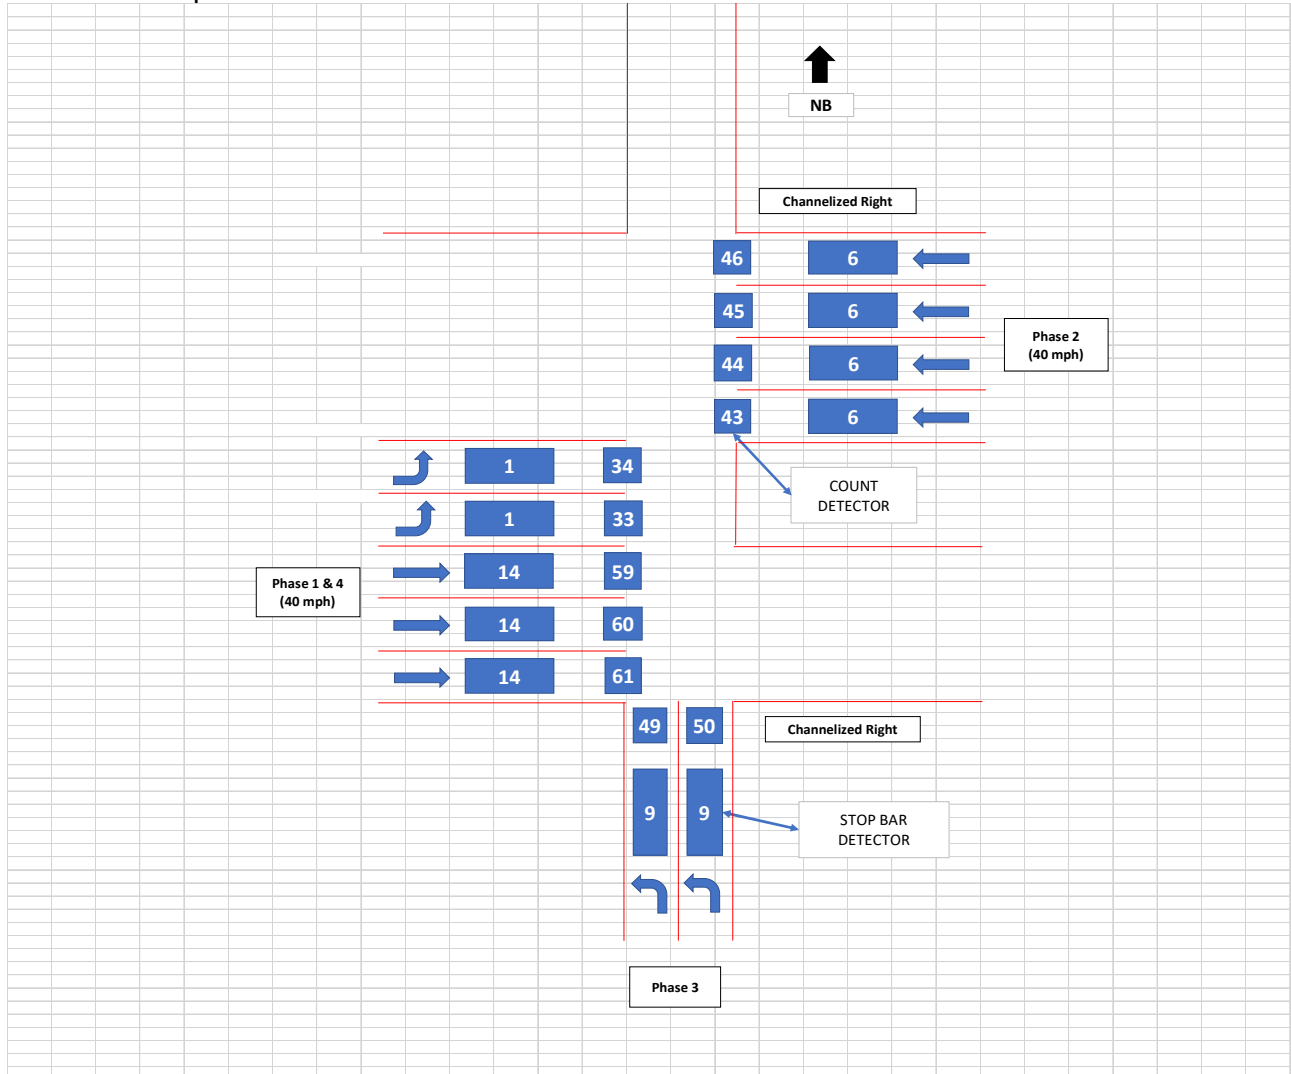 NB
Channelized Right
46 6
45 6
Phase 2
(40 mph)
44 6
43 6
1 34
COUNT
DETECTOR
1 33
14 59
Phase 1 & 4
(40 mph)
14 60
14 61
49 50
Channelized Right
9 9
STOP BAR
DETECTOR
Phase 3